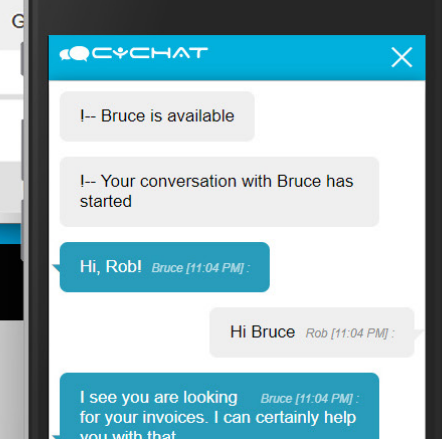 G
CYCHAT
!-- Bruce is available
!-- Your conversation with Bruce has
started
Hi, Rob! Bruce [11:04 PM] :
Hi Bruce Rob [11:04 PM] :
I see you are looking Bruce [11:04 PM] :
for your invoices. I can certainly help
you with that